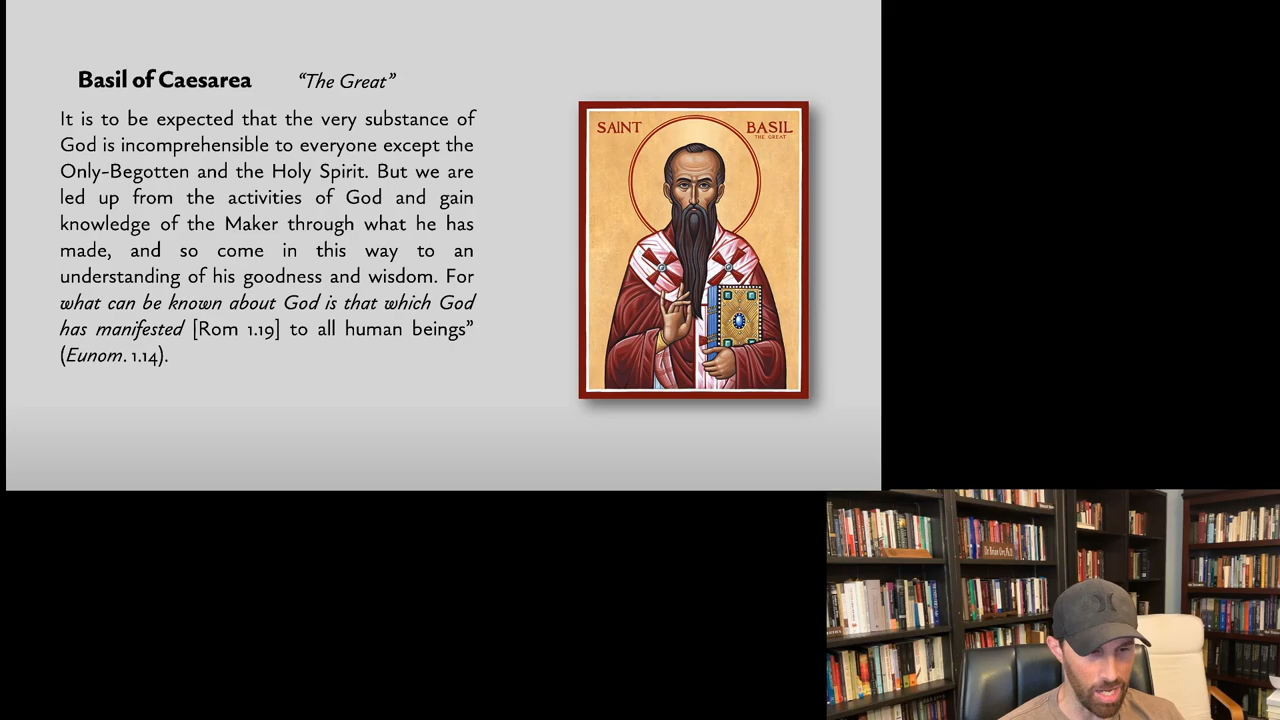 Basil of Caesarea “The Great”
It is to be expected that the very substance of
God is incomprehensible to everyone except the
Only-Begotten and the Holy Spirit. But we are
led up from the activities of God and gain
knowledge of the Maker through what he has
made, and so come in this way to an
understanding of his goodness and wisdom. For
what can be known about God is that which God
has manifested [Rom 1.19] to all human beings”
(Eunom. 1.14).
SAINT BASIL
THE GREAT